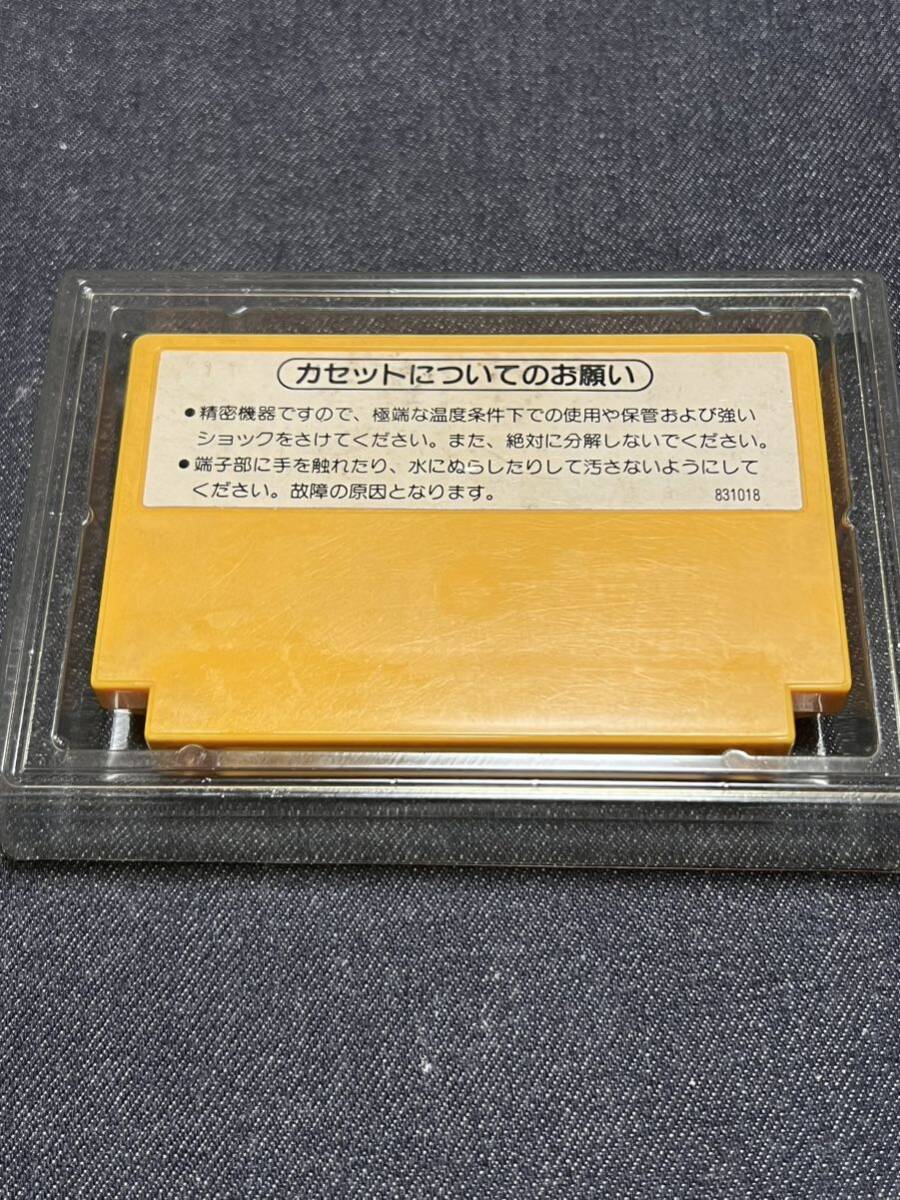 カセットについてのお願い
●精密機器ですので、極端な温度条件下での使用や保管および強い
ショックをさけてください。また、絶対に分解しないでください。
●端子部に手を触れたり、水にぬらしたりして汚さないようにして
ください。故障の原因となります。
831018